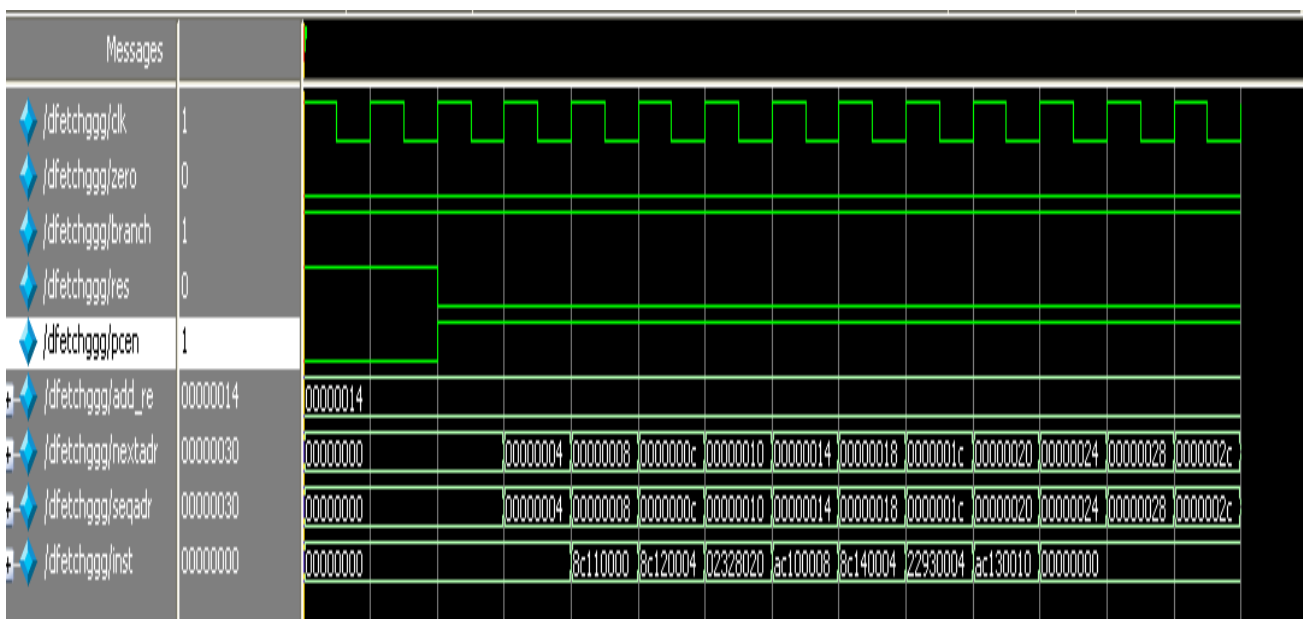 Messages
/dfetchggg/clk 1
/dfetchggg/zero 0
/dfetchggg/branch 1
/dfetchggg/res 0
/dfetchggg/pcen 1
/dfetchggg/add_re 00000014 00000014
/dfetchggg/nextadr 00000030 00000000 00000004 00000008 0000000c 00000010 00000014 00000018 0000001c 00000020 00000024 00000028 0000002c
/dfetchggg/seqadr 00000030 00000000 00000004 00000008 0000000c 00000010 00000014 00000018 0000001c 00000020 00000024 00000028 0000002c
/dfetchggg/inst 00000000 00000000 8c110000 8c120004 02328020 ac100008 8c140004 22930004 ac130010 00000000